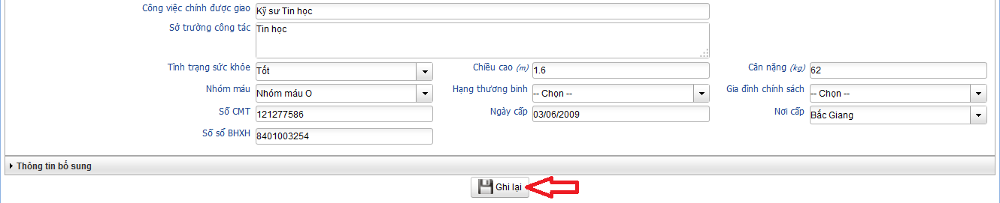 Công việc chính được giao Kỹ sư Tin học
Sở trường công tác Tin học
Tình trạng sức khỏe Tốt Chiều cao (m) 1.6 Cân nặng (kg) 62
Nhóm máu Nhóm máu O Hạng thương binh -- Chọn -- Gia đình chính sách -- Chọn --
Số CMT 121277586 Ngày cấp 03/06/2009 Nơi cấp Bắc Giang
Số sổ BHXH 8401003254
Thông tin bổ sung
Ghi lại